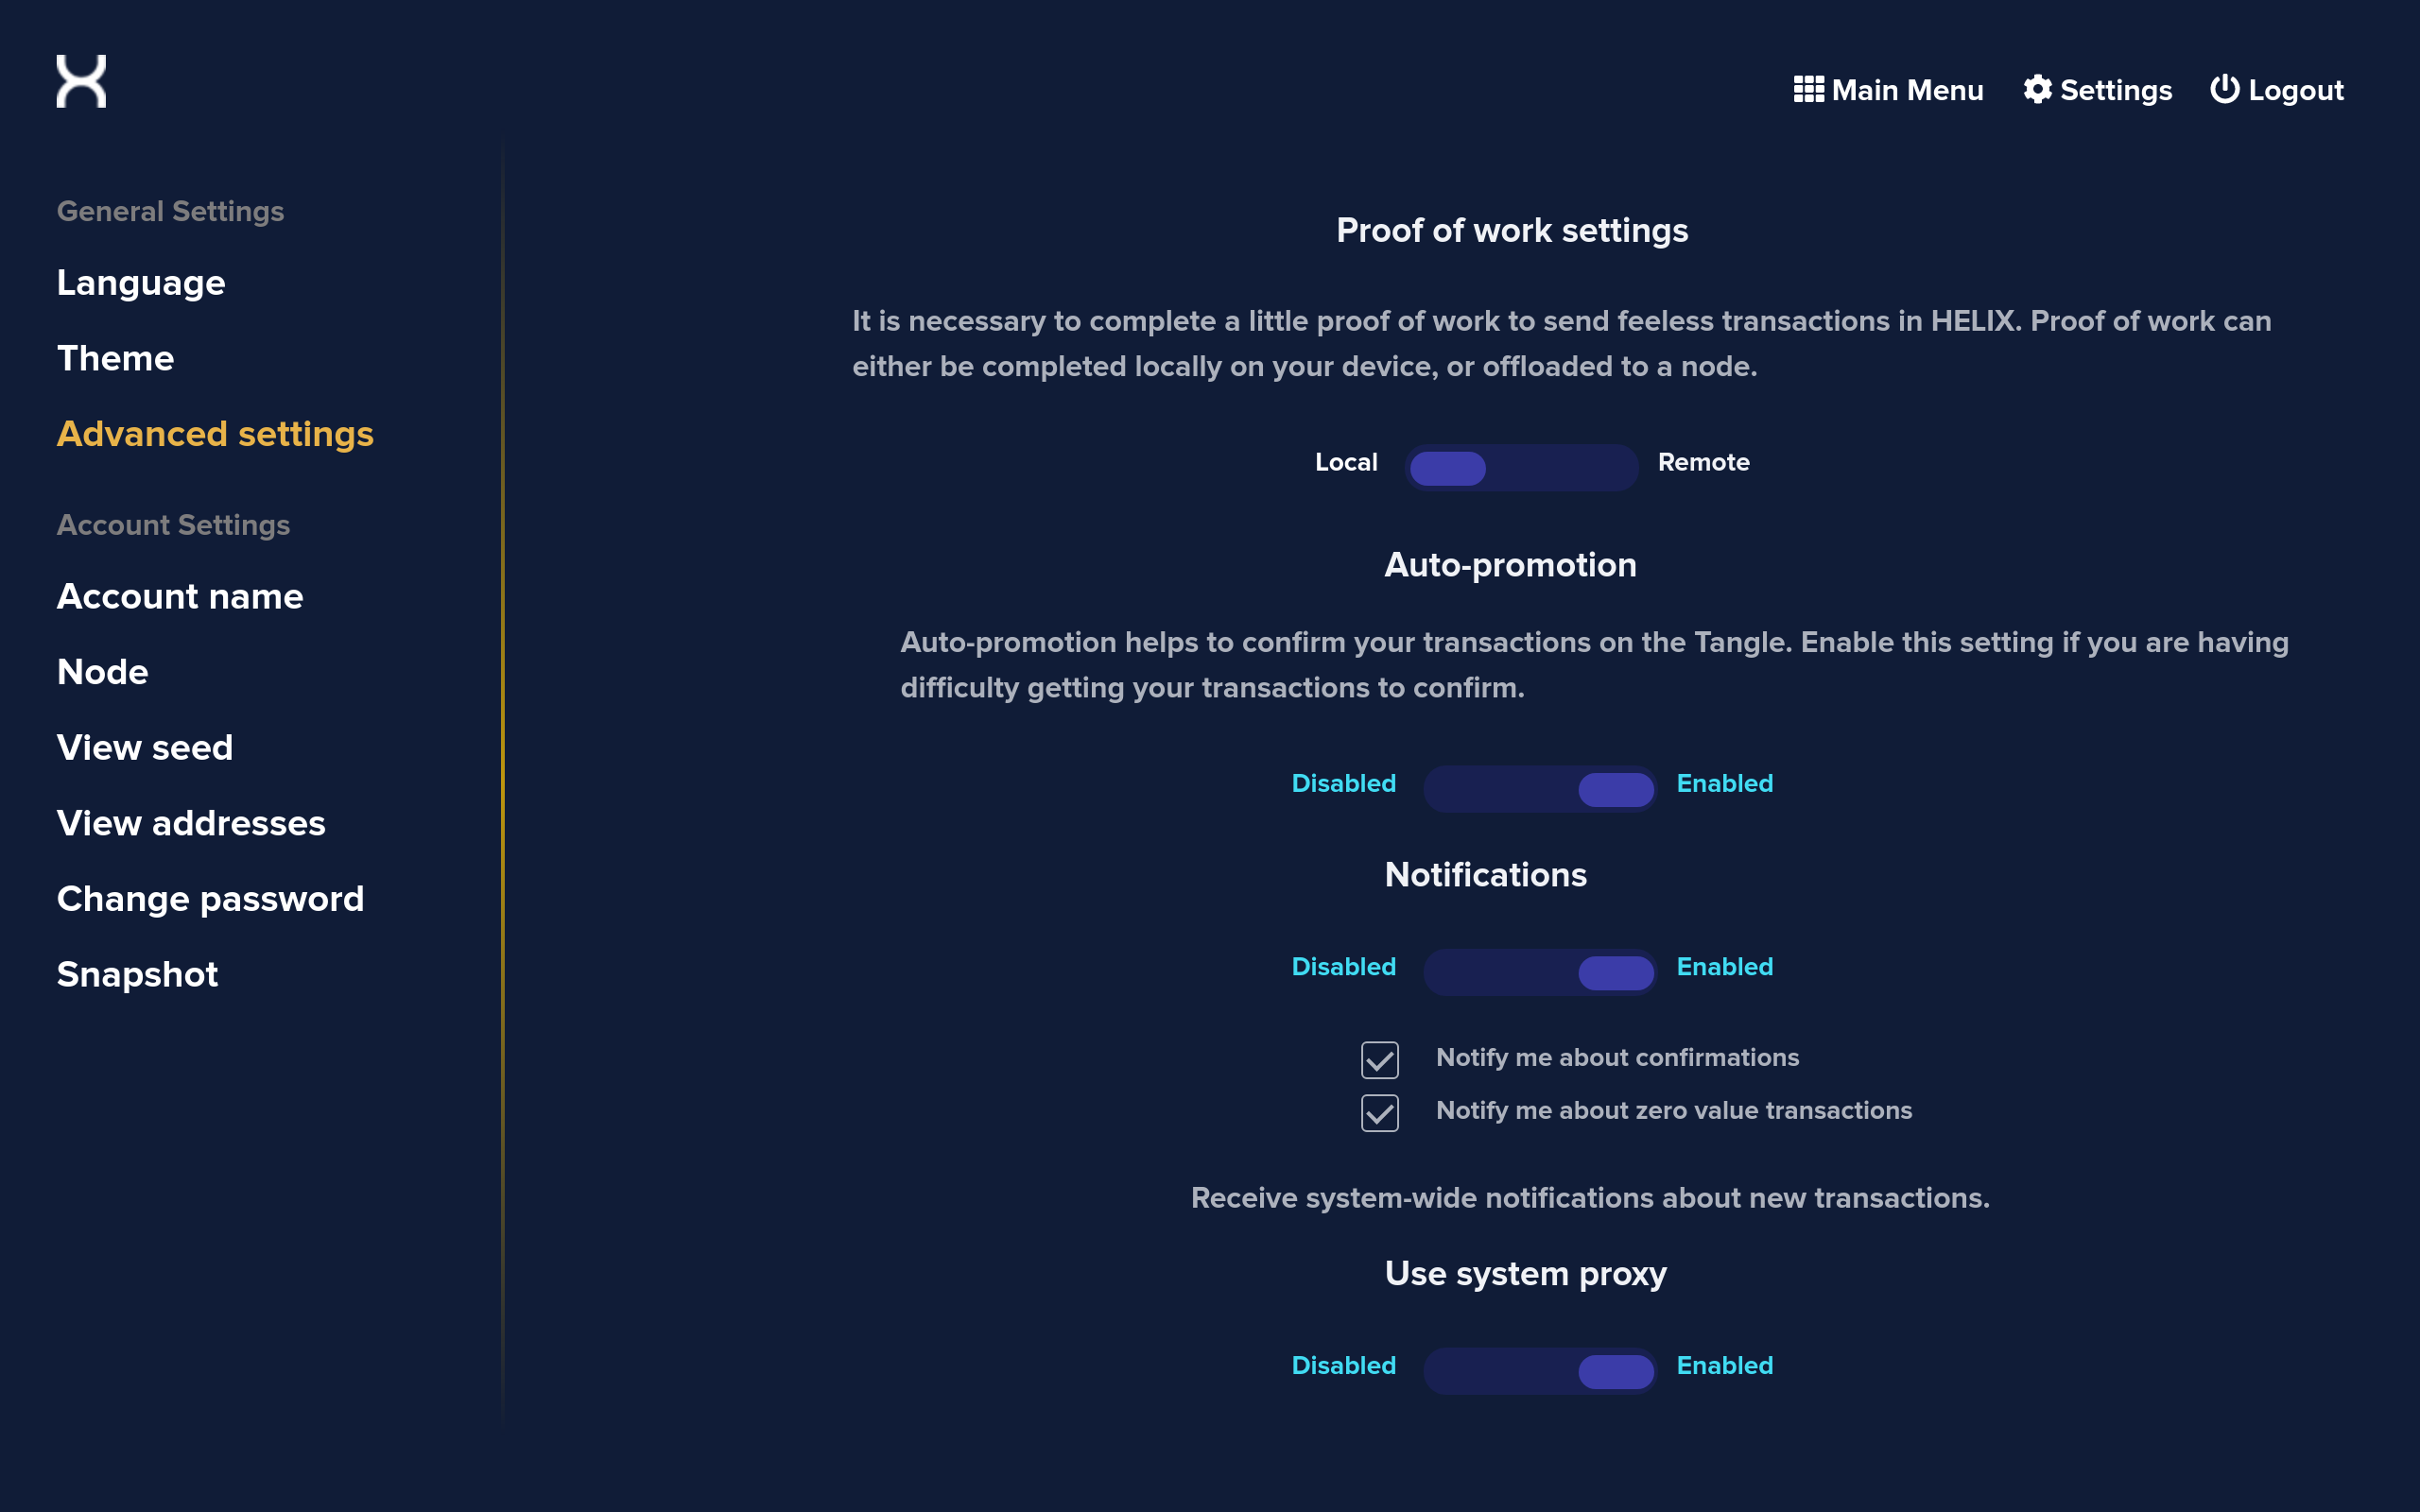 Main Menu
Settings
Logout
General Settings
Language
Theme
Advanced settings
Account Settings
Account name
Node
View seed
View addresses
Change password
Snapshot
Proof of work settings
It is necessary to complete a little proof of work to send feeless transactions in HELIX. Proof of work can
either be completed locally on your device, or offloaded to a node.
Local
Remote
Auto-promotion
Auto-promotion helps to confirm your transactions on the Tangle. Enable this setting if you are having
difficulty getting your transactions to confirm.
Disabled
Enabled
Notifications
Disabled
Enabled
Notify me about confirmations
Notify me about zero value transactions
Receive system-wide notifications about new transactions.
Use system proxy
Disabled
Enabled